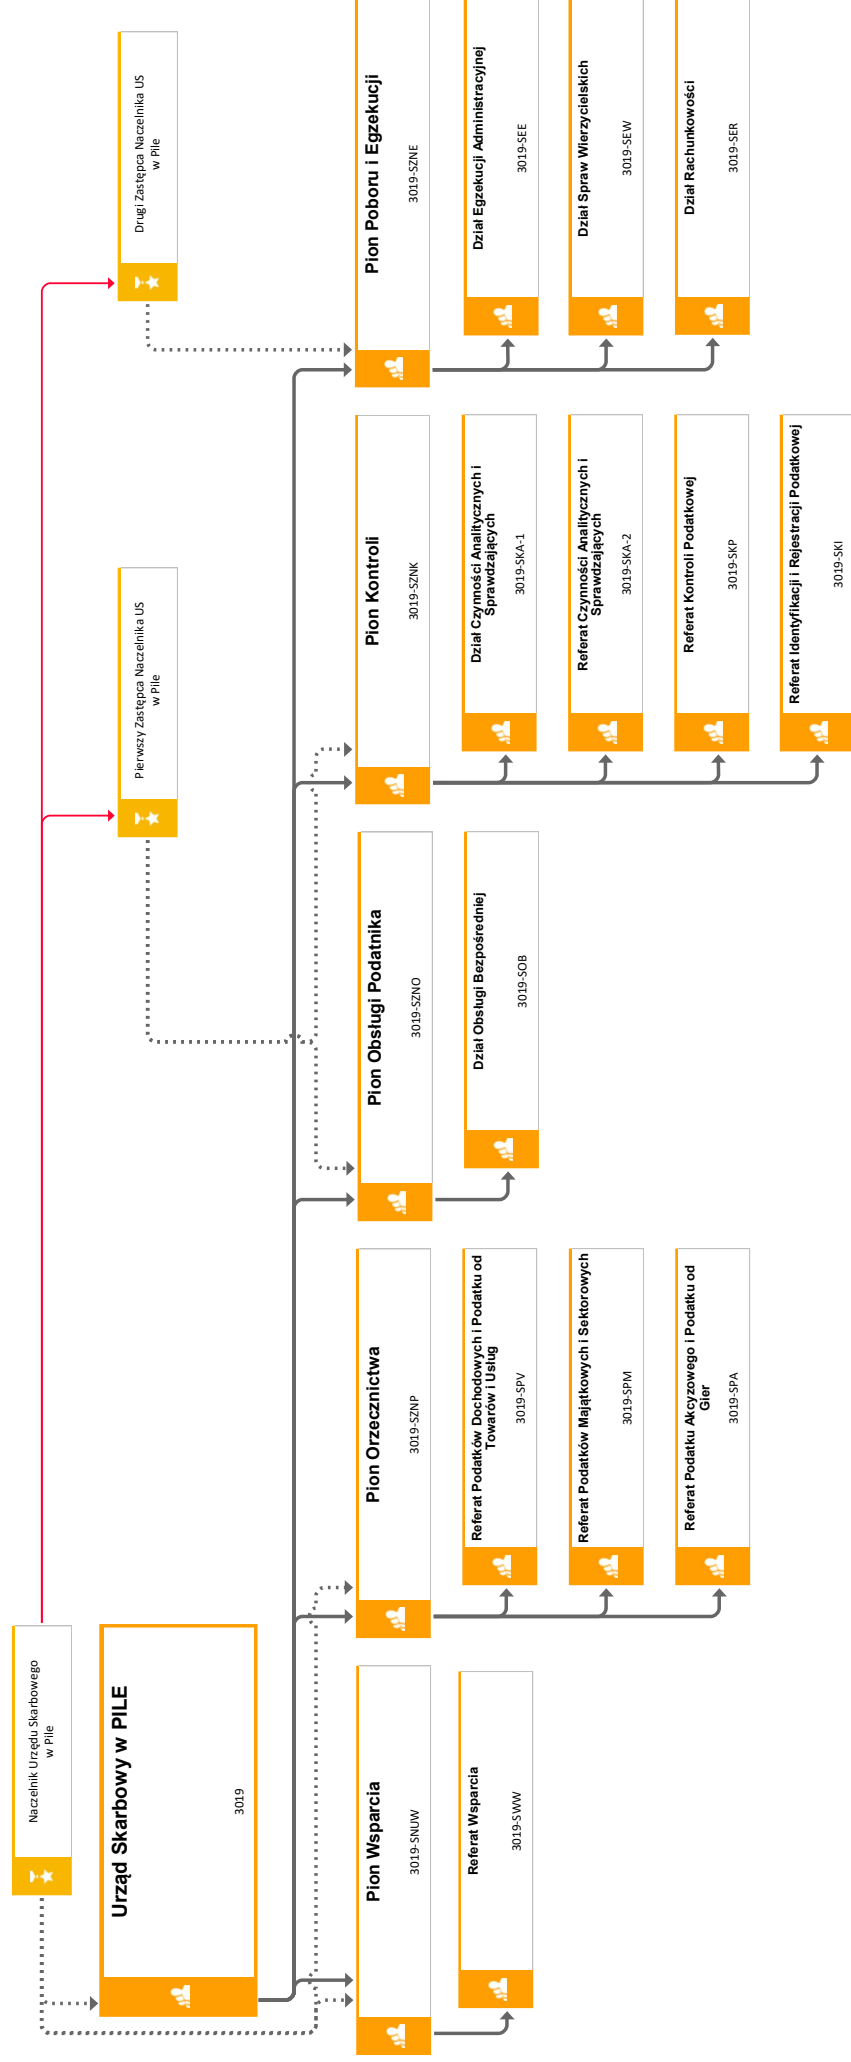 Naczelnik Urzędu Skarbowego
w Pile
Pierwszy Zastępca Naczelnika US
w Pile
Drugi Zastępca Naczelnika US
w Pile
Urząd Skarbowy w PILE
3019
Pion Wsparcia
3019-SNUW
Referat Wsparcia
3019-SWW
Pion Orzecznictwa
3019-SZNP
Referat Podatków Dochodowych i Podatku od
Towarów i Usług
3019-SPV
Referat Podatków Majątkowych i Sektorowych
3019-SPM
Referat Podatku Akcyzowego i Podatku od
Gier
3019-SPA
Pion Obsługi Podatnika
3019-SZNO
Dział Obsługi Bezpośredniej
3019-SOB
Pion Kontroli
3019-SZNK
Dział Czynności Analitycznych i
Sprawdzających
3019-SKA-1
Referat Czynności Analitycznych i
Sprawdzających
3019-SKA-2
Referat Kontroli Podatkowej
3019-SKP
Referat Identyfikacji i Rejestracji Podatkowej
3019-SKI
Pion Poboru i Egzekucji
3019-SZNE
Dział Egzekucji Administracyjnej
3019-SEE
Dział Spraw Wierzycielskich
3019-SEW
Dział Rachunkowości
3019-SER